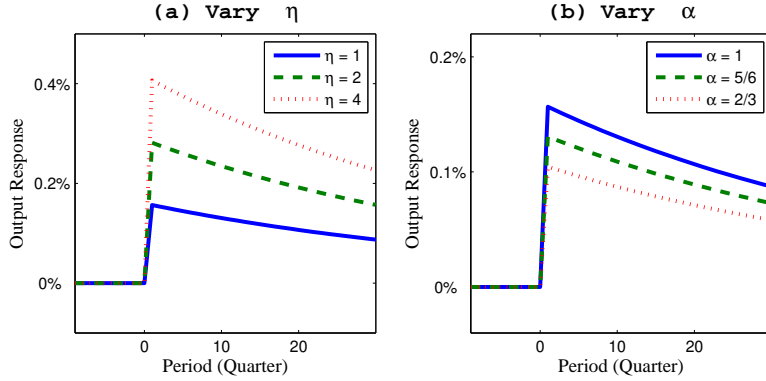 (a) Vary η
Output Response
0.4%
0.2%
0%
η = 1
η = 2
η = 4
0
10
20
Period (Quarter)
(b) Vary α
Output Response
0.2%
0.1%
0%
α = 1
α = 5/6
α = 2/3
0
10
20
Period (Quarter)